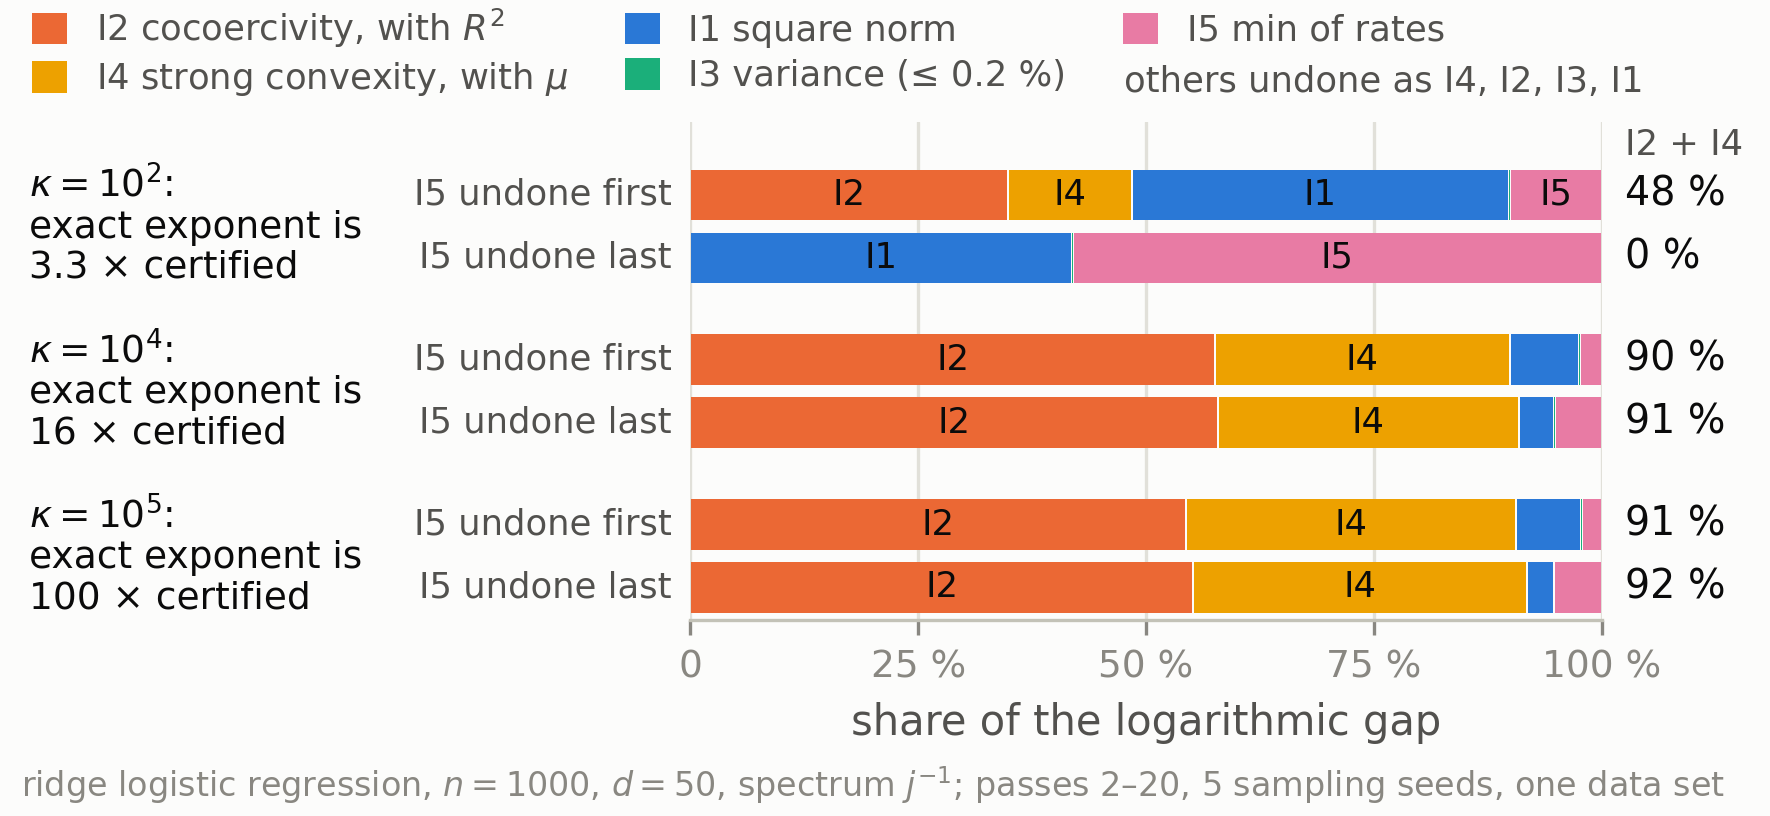 I2 cocoercivity, with R²
I1 square norm
I5 min of rates
I4 strong convexity, with μ
I3 variance (≤ 0.2 %)
others undone as I4, I2, I3, I1
I2 + I4
κ = 10²:
exact exponent is
3.3 × certified
I5 undone first
I2
I4
I1
I5
48 %
I5 undone last
I1
I5
0 %
κ = 10⁴:
exact exponent is
16 × certified
I5 undone first
I2
I4
90 %
I5 undone last
I2
I4
91 %
κ = 10⁵:
exact exponent is
100 × certified
I5 undone first
I2
I4
91 %
I5 undone last
I2
I4
92 %
0
25 %
50 %
75 %
100 %
share of the logarithmic gap
ridge logistic regression, n = 1000, d = 50, spectrum j⁻¹; passes 2–20, 5 sampling seeds, one data set